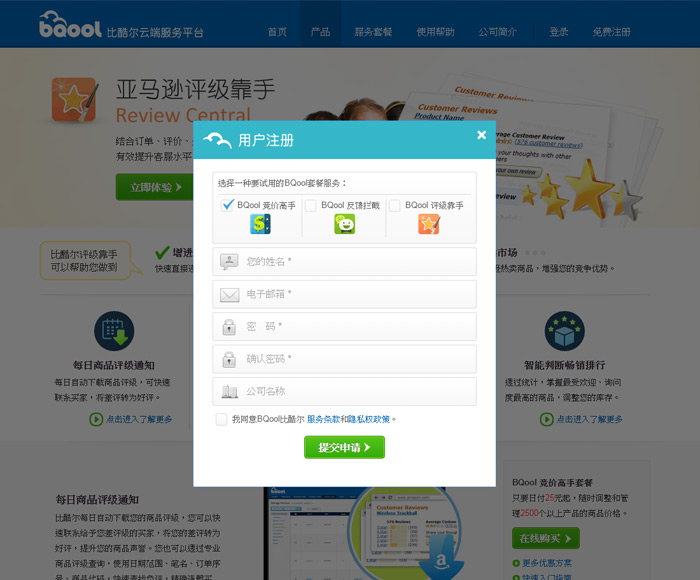 bqool 比酷尔云端服务平台
首页 产品 服务套餐 使用帮助 公司简介 登录 免费注册
亚马逊评级靠手
Review Central
结合订单、评价、
有效提升客服水平
立即体验
Customer Reviews
Customer Reviews
Product Name
Average Customer Review
(576 customer reviews)
your thoughts with other
own review
用户注册
选择一种要试用的BQool套餐服务：
BQool 竞价高手 BQool 反馈拦截 BQool 评级靠手
您的姓名 *
电子邮箱 *
密 码 *
确认密码 *
公司名称
我同意BQool比酷尔 服务条款和隐私权政策。
提交申请
比酷尔评级靠手
可以帮助您做到
增进
快速直接
市场
热卖商品，增强您的竞争优势。
每日商品评级通知
每日自动下载商品评级，可快速
联系买家，将差评转为好评。
点击进入了解更多
智能判断畅销排行
透过统计，掌握最受欢迎、询问
度最高的商品，调整您的库存。
点击进入了解更多
每日商品评级通知
比酷尔每日自动下载您的商品评级，您可以快
速联系给予您差评的买家，将您的差评转为
好评，提升您的商品声誉。您也可以透过专业
商品评级查询，使用日期范围、笔名、订单序
号、商品代码，快速查找负评，精确洗郵买
Customer Reviews
Wireless Trackball
576 Reviews
Average Custom
BQool 竞价高手套餐
只要日付25元起，随时调整和管
理2500个以上产品的商品价格。
在线购买
更多优惠方案
快速入门指南